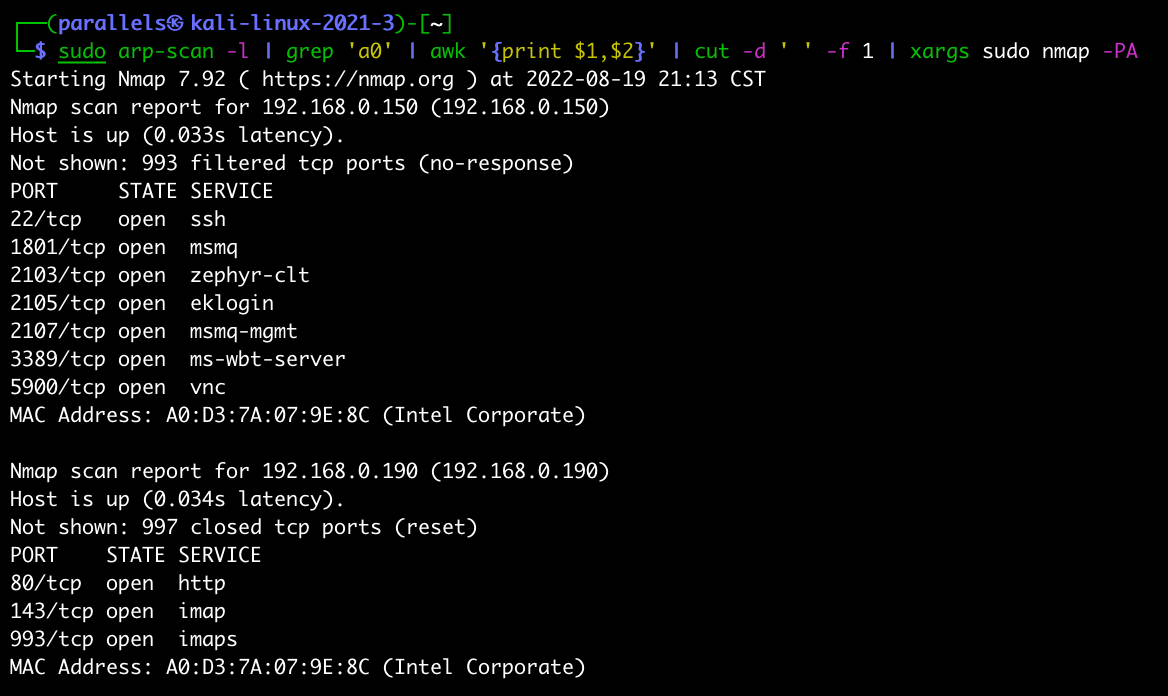 ┌──(parallels㉿kali-linux-2021-3)-[~]
└─$ sudo arp-scan -l | grep 'a0' | awk '{print $1,$2}' | cut -d ' ' -f 1 | xargs sudo nmap -PA
Starting Nmap 7.92 ( https://nmap.org ) at 2022-08-19 21:13 CST
Nmap scan report for 192.168.0.150 (192.168.0.150)
Host is up (0.033s latency).
Not shown: 993 filtered tcp ports (no-response)
PORT     STATE SERVICE
22/tcp   open  ssh
1801/tcp open  msmq
2103/tcp open  zephyr-clt
2105/tcp open  eklogin
2107/tcp open  msmq-mgmt
3389/tcp open  ms-wbt-server
5900/tcp open  vnc
MAC Address: A0:D3:7A:07:9E:8C (Intel Corporate)

Nmap scan report for 192.168.0.190 (192.168.0.190)
Host is up (0.034s latency).
Not shown: 997 closed tcp ports (reset)
PORT    STATE SERVICE
80/tcp  open  http
143/tcp open  imap
993/tcp open  imaps
MAC Address: A0:D3:7A:07:9E:8C (Intel Corporate)